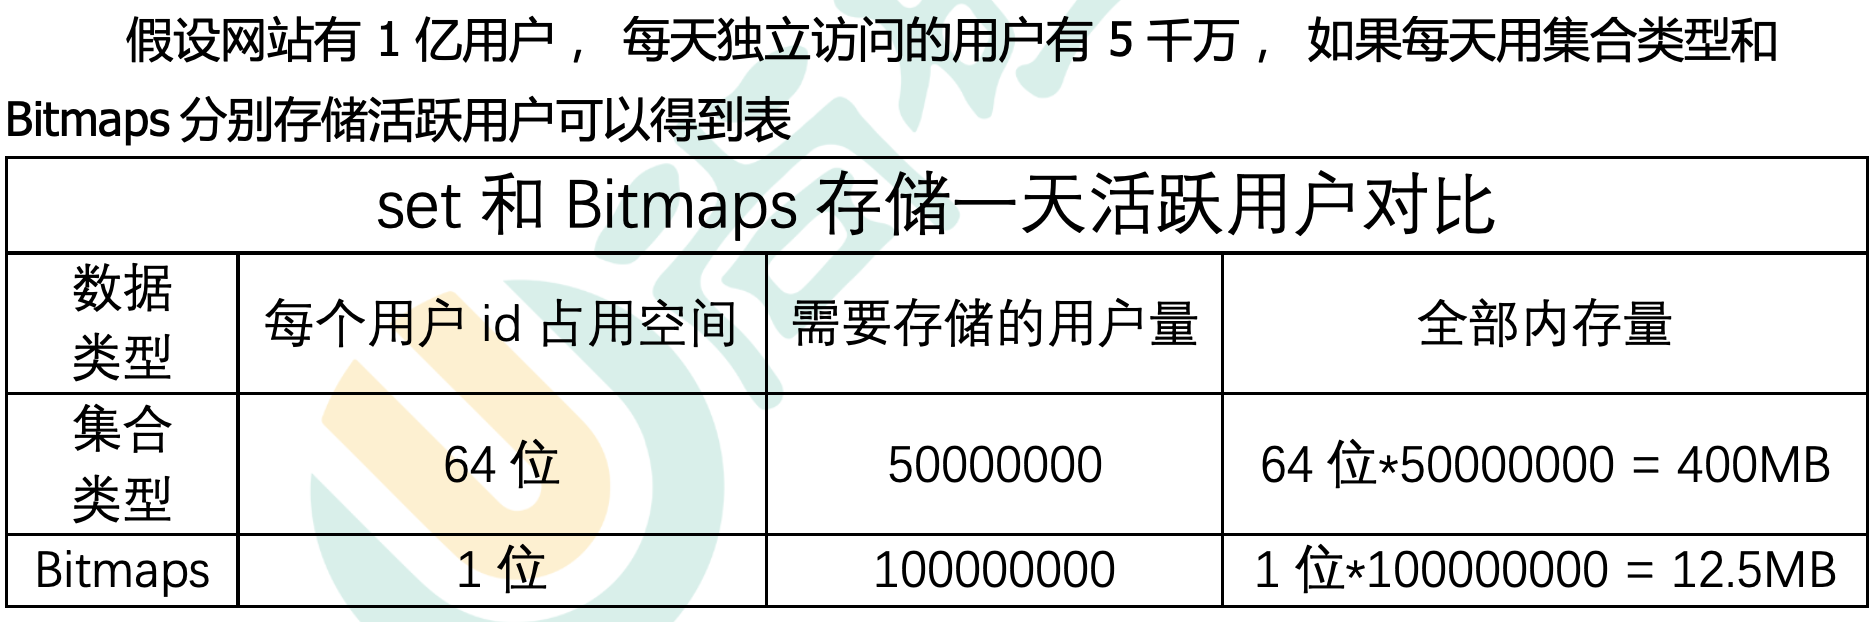 假设网站有 1 亿用户， 每天独立访问的用户有 5 千万， 如果每天用集合类型和
Bitmaps 分别存储活跃用户可以得到表
set 和 Bitmaps 存储一天活跃用户对比
数据
类型
每个用户 id 占用空间
需要存储的用户量
全部内存量
集合
类型
64 位
50000000
64 位*50000000 = 400MB
Bitmaps
1 位
100000000
1 位*100000000 = 12.5MB